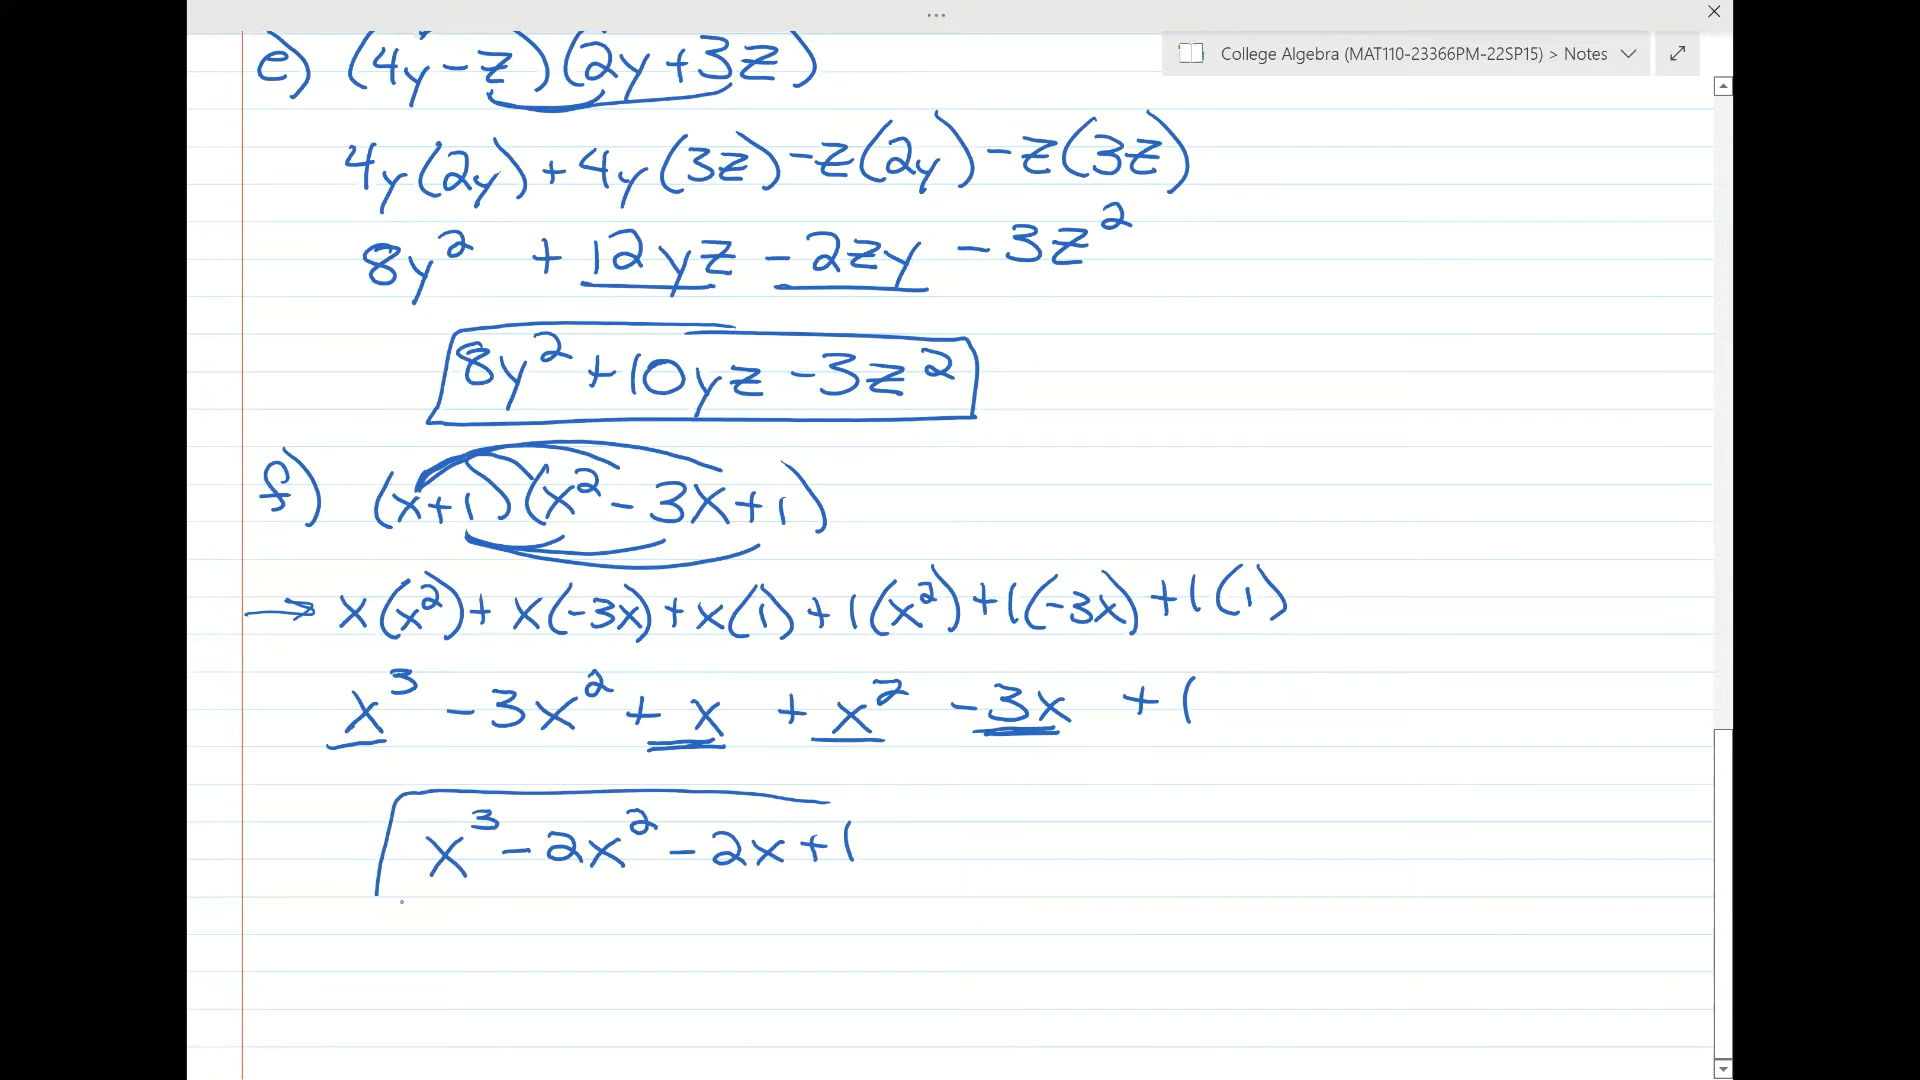 ...
College Algebra (MAT110-23366PM-22SP15) > Notes
e) (4y-z)(2y+3z)
4y(2y)+4y(3z)-z(2y)-z(3z)
8y² + 12yz - 2zy - 3z²
8y²+10yz-3z²
f) (x+1)(x²-3x+1)
→ x(x²)+x(-3x)+x(1)+1(x²)+1(-3x)+1(1)
x³ - 3x² + x + x² - 3x + 1
x³-2x²-2x+1